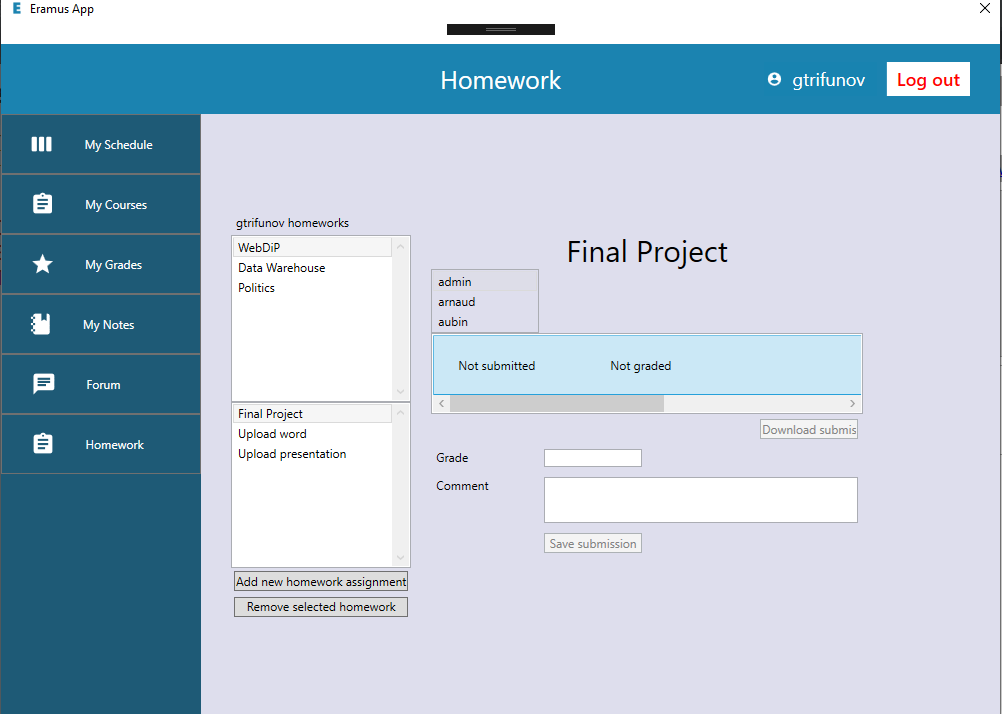 E Eramus App
Homework
gtrifunov
Log out
My Schedule
My Courses
My Grades
My Notes
Forum
Homework
gtrifunov homeworks
WebDiP
Data Warehouse
Politics
Final Project
Upload word
Upload presentation
Add new homework assignment
Remove selected homework
Final Project
admin
arnaud
aubin
Not submitted Not graded
Download submis
Grade
Comment
Save submission